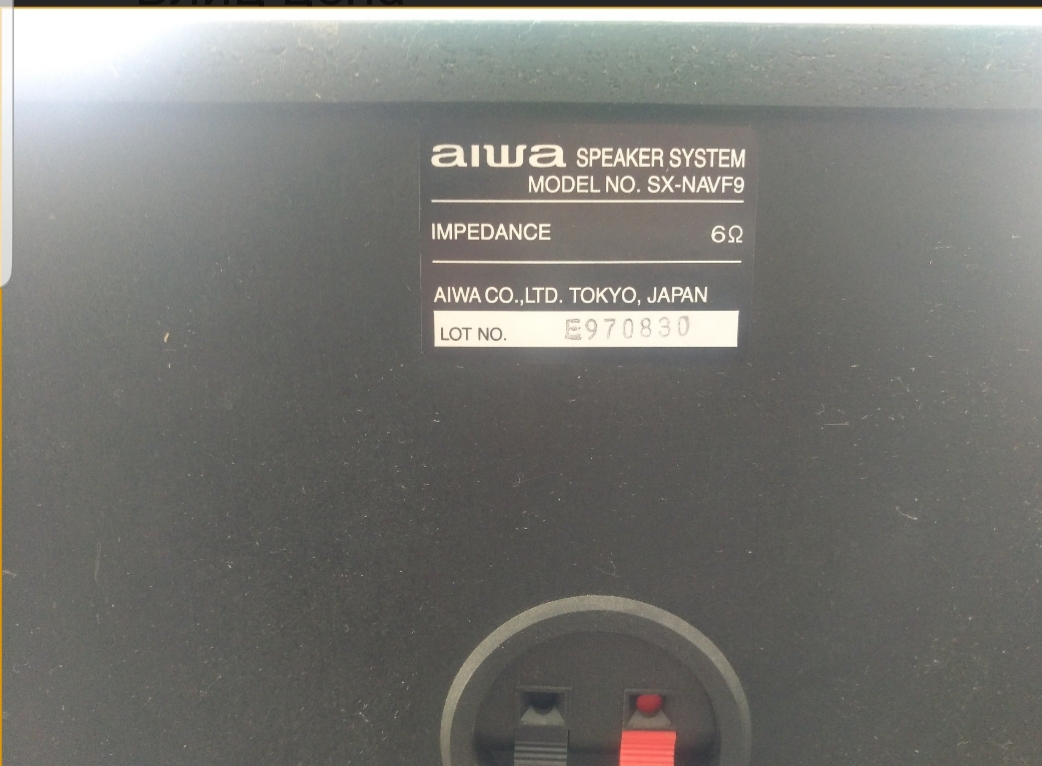 aiwa SPEAKER SYSTEM
MODEL NO. SX-NAVF9
IMPEDANCE 6Ω
AIWA CO.,LTD. TOKYO, JAPAN
LOT NO. E970830